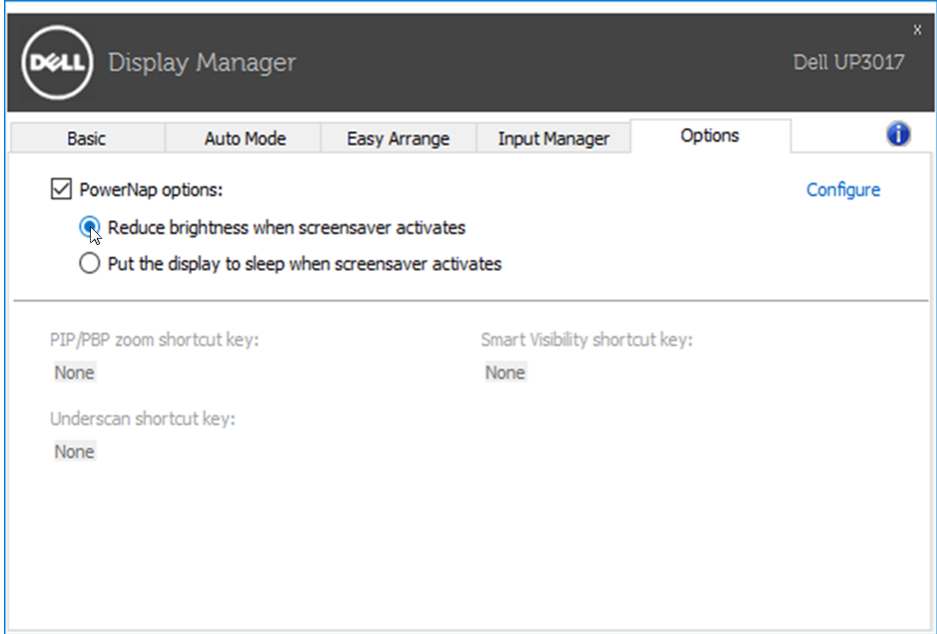 X
DELL Display Manager
Dell UP3017
Basic Auto Mode Easy Arrange Input Manager Options i
PowerNap options: Configure
Reduce brightness when screensaver activates
Put the display to sleep when screensaver activates
PIP/PBP zoom shortcut key: Smart Visibility shortcut key:
None None
Underscan shortcut key:
None